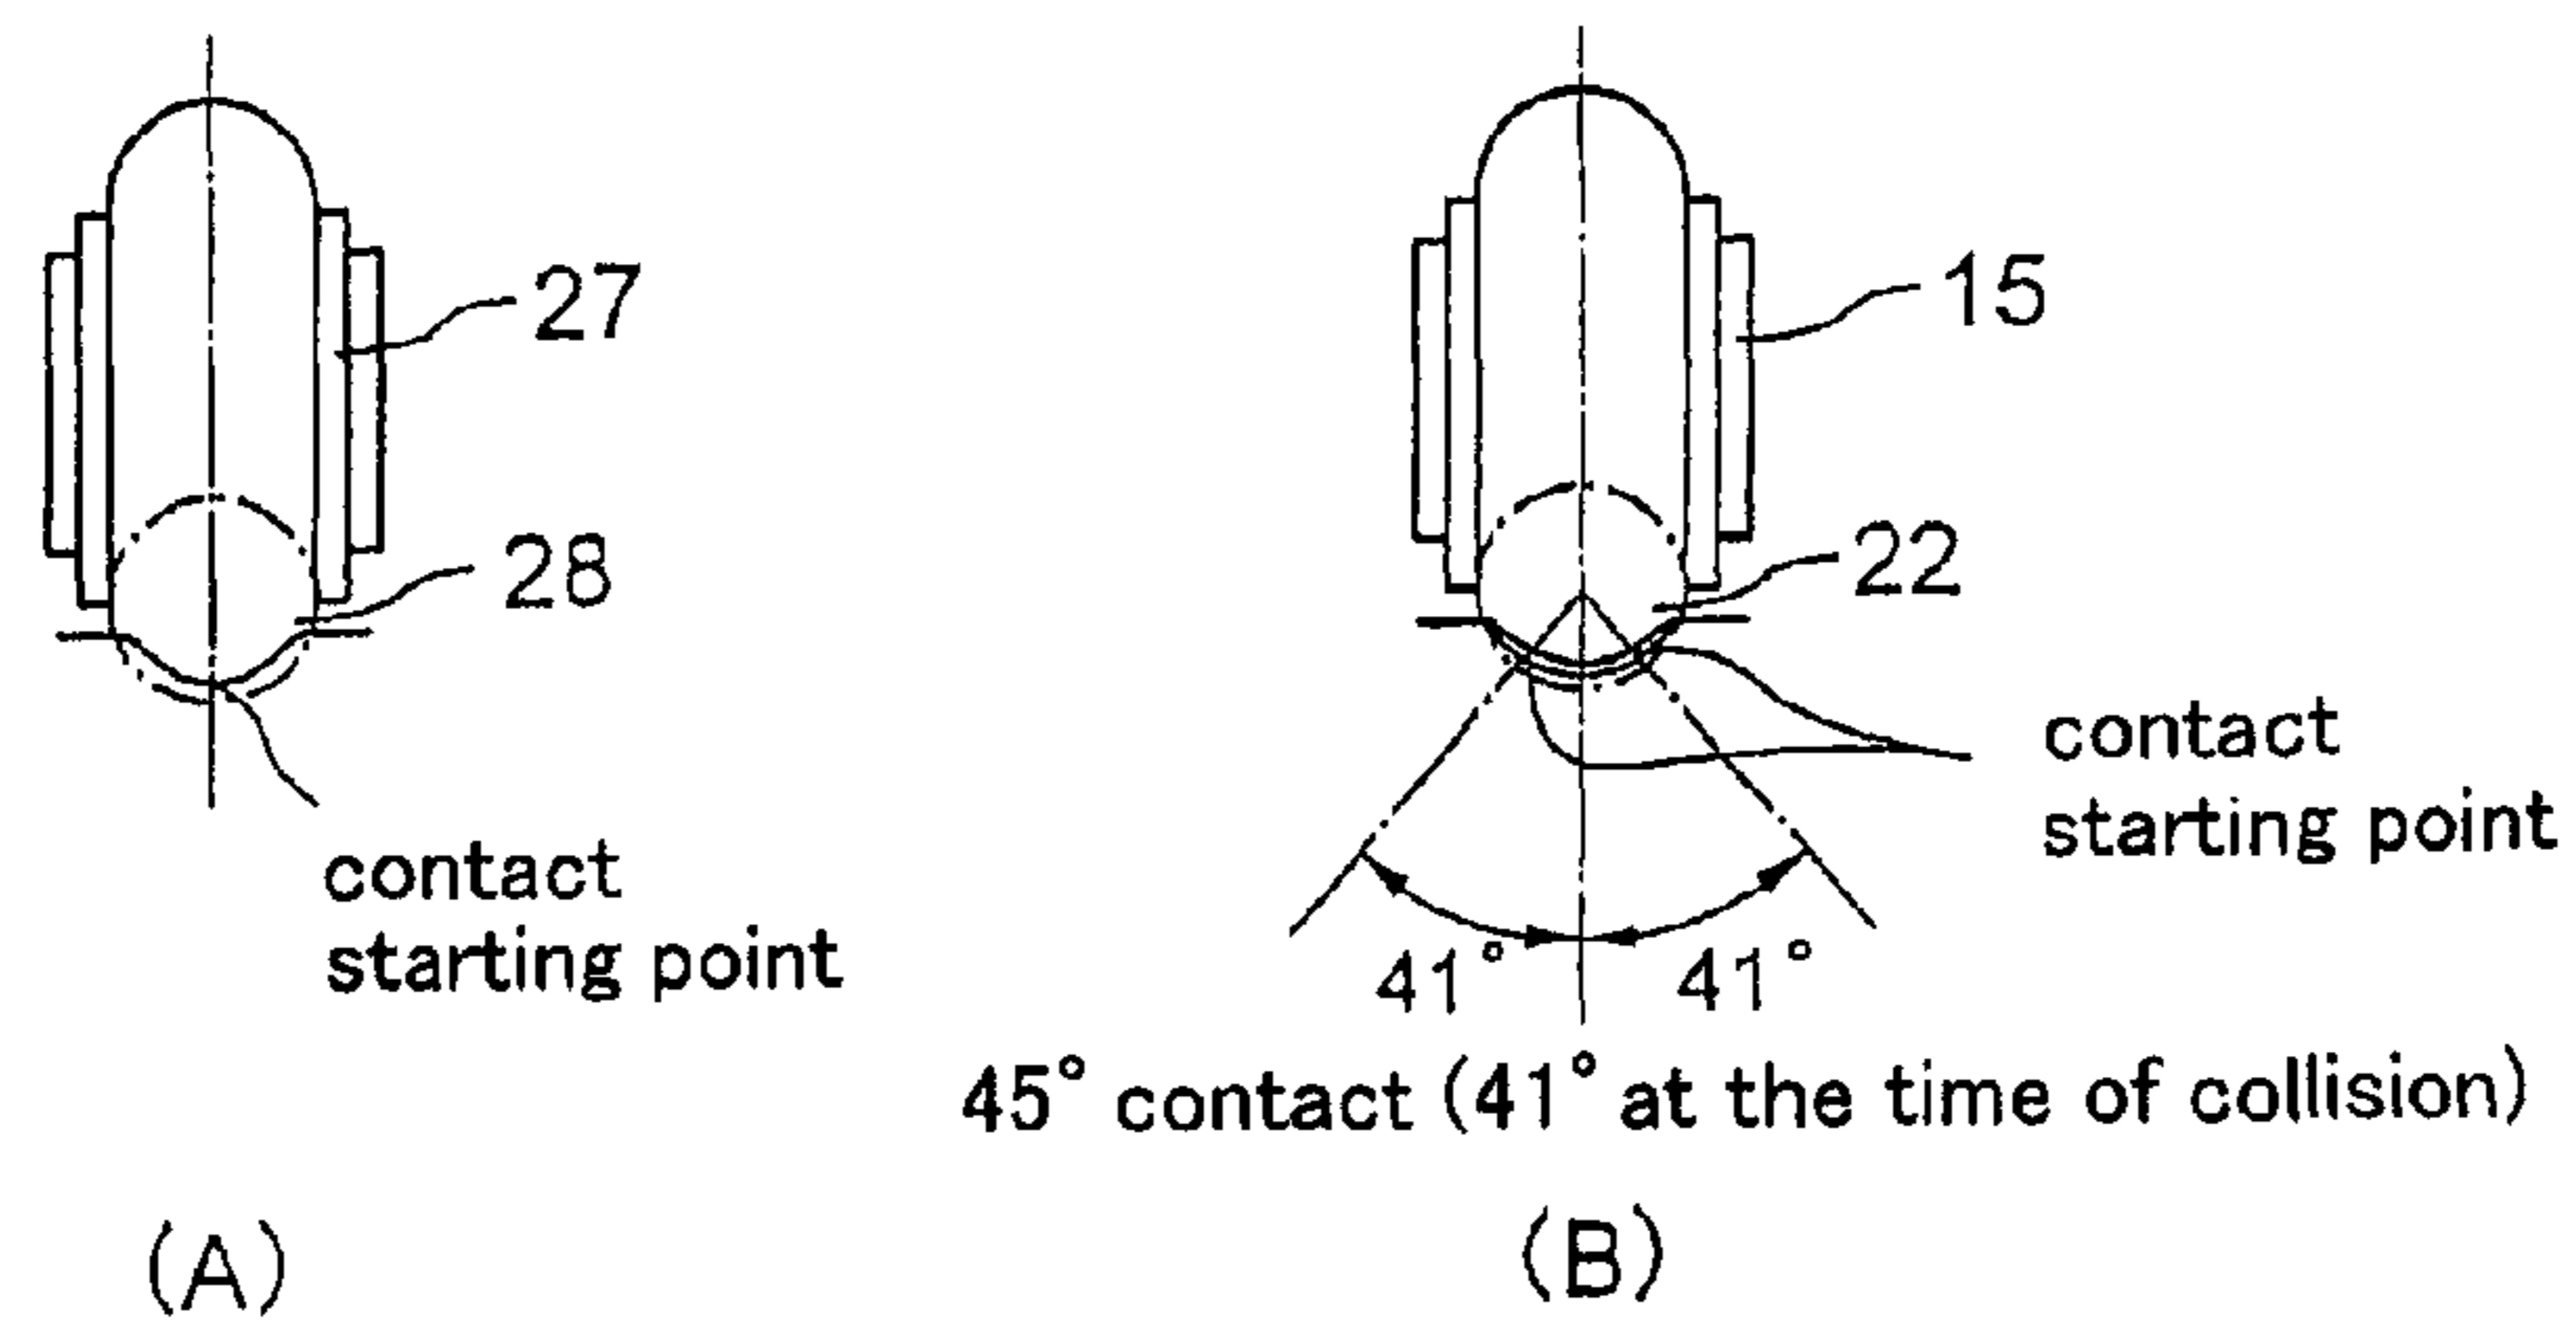 27
28
contact
starting point
(A)
15
22
contact
starting point
41° 41°
45° contact (41° at the time of collision)
(B)